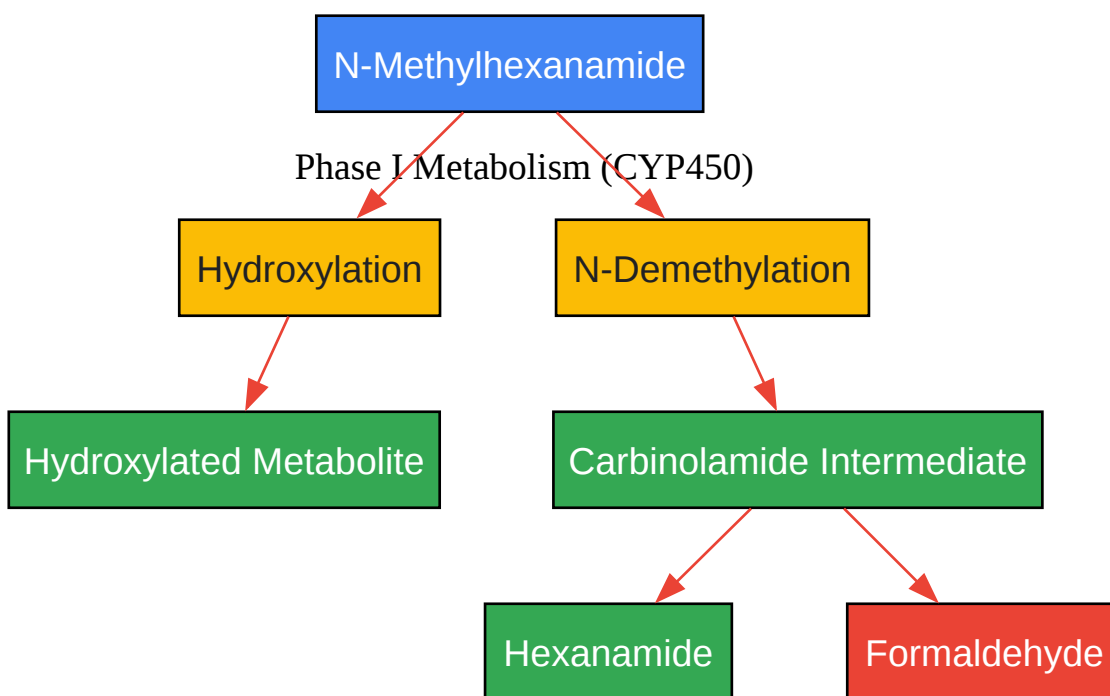 N-Methylhexanamide
Phase I Metabolism (CYP450)
Hydroxylation
N-Demethylation
Hydroxylated Metabolite
Carbinolamide Intermediate
Hexanamide
Formaldehyde